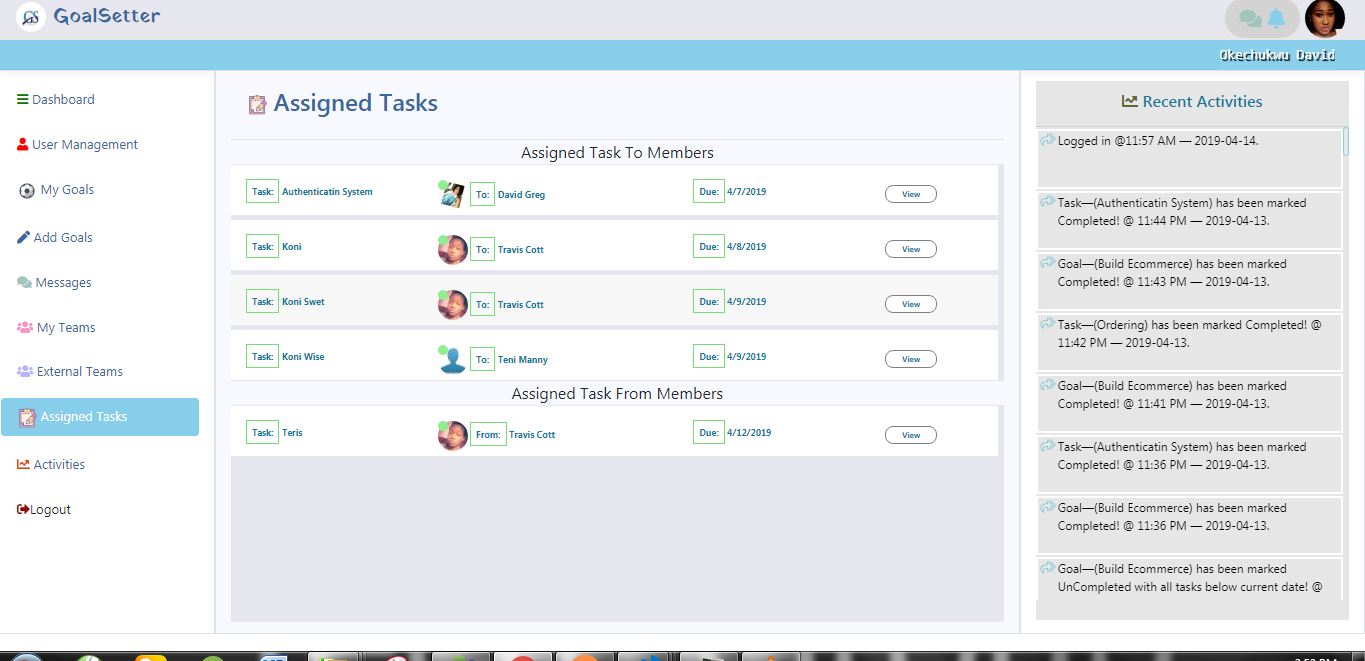 GoalSetter
Okechukwu David
Dashboard
User Management
My Goals
Add Goals
Messages
My Teams
External Teams
Assigned Tasks
Activities
Logout
Assigned Tasks
Assigned Task To Members
Task: Authenticatin System To: David Greg Due: 4/7/2019 View
Task: Koni To: Travis Cott Due: 4/8/2019 View
Task: Koni Swet To: Travis Cott Due: 4/9/2019 View
Task: Koni Wise To: Teni Manny Due: 4/9/2019 View
Assigned Task From Members
Task: Teris From: Travis Cott Due: 4/12/2019 View
Recent Activities
Logged in @11:57 AM — 2019-04-14.
Task—(Authenticatin System) has been marked
Completed! @ 11:44 PM — 2019-04-13.
Goal—(Build Ecommerce) has been marked
Completed! @ 11:43 PM — 2019-04-13.
Task—(Ordering) has been marked Completed! @
11:42 PM — 2019-04-13.
Goal—(Build Ecommerce) has been marked
Completed! @ 11:41 PM — 2019-04-13.
Task—(Authenticatin System) has been marked
Completed! @ 11:36 PM — 2019-04-13.
Goal—(Build Ecommerce) has been marked
Completed! @ 11:36 PM — 2019-04-13.
Goal—(Build Ecommerce) has been marked
UnCompleted with all tasks below current date! @